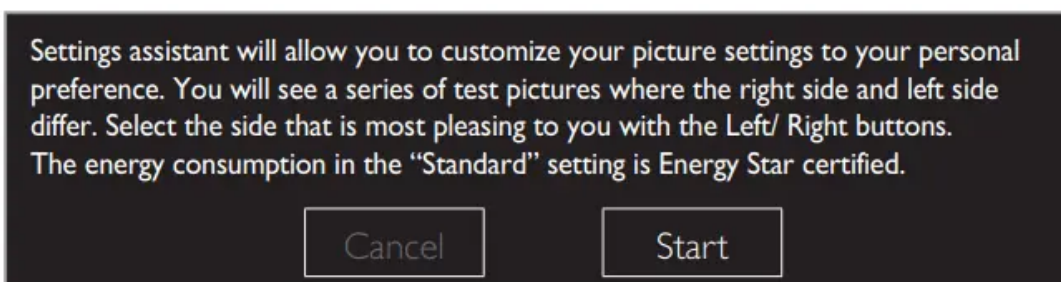 Settings assistant will allow you to customize your picture settings to your personal
preference. You will see a series of test pictures where the right side and left side
differ. Select the side that is most pleasing to you with the Left/ Right buttons.
The energy consumption in the “Standard” setting is Energy Star certified.
Cancel Start